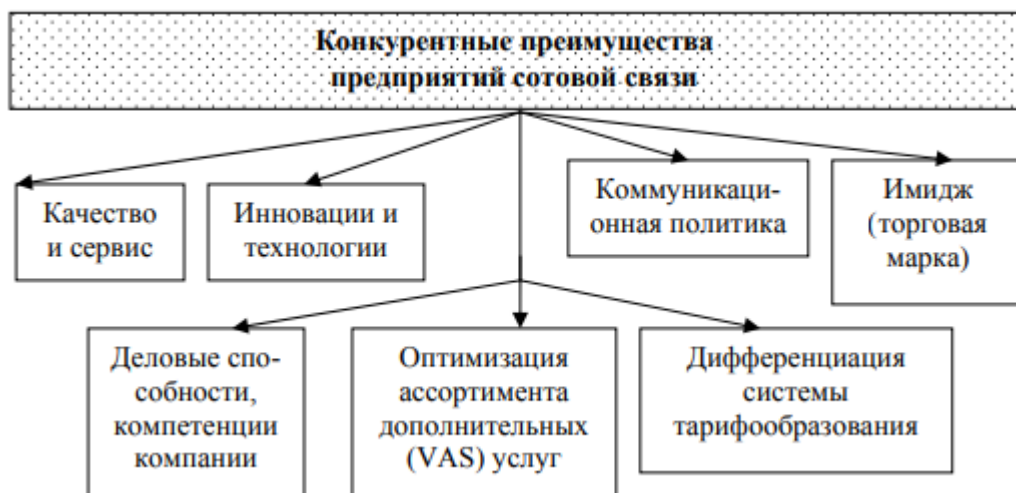 Конкурентные преимущества
предприятий сотовой связи
Качество
и сервис
Инновации и
технологии
Коммуникаци-
онная политика
Имидж
(торговая
марка)
Деловые спо-
собности,
компетенции
компании
Оптимизация
ассортимента
дополнительных
(VAS) услуг
Дифференциация
системы
тарифообразования